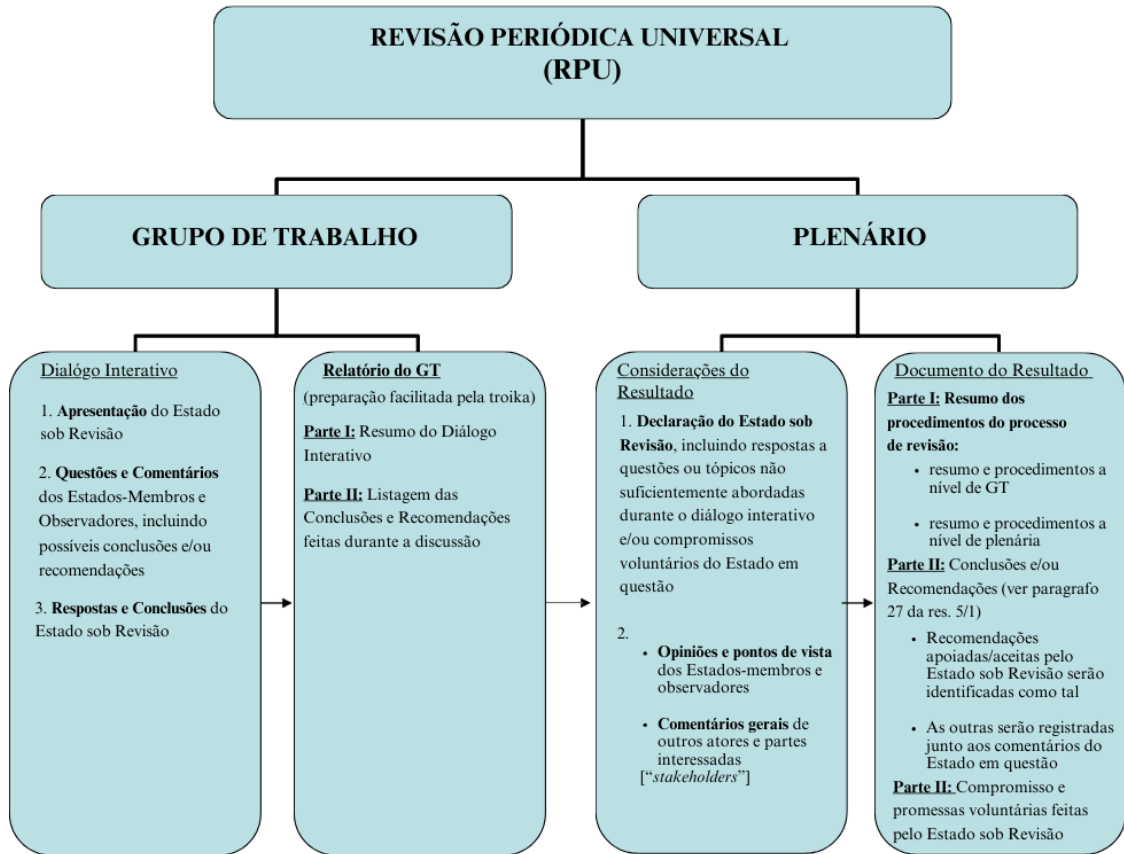 REVISÃO PERIÓDICA UNIVERSAL
(RPU)
GRUPO DE TRABALHO
PLENÁRIO
Dialógo Interativo
1. Apresentação do Estado
sob Revisão
2. Questões e Comentários
dos Estados-Membros e
Observadores, incluindo
possíveis conclusões e/ou
recomendações
3. Respostas e Conclusões do
Estado sob Revisão
Relatório do GT
(preparação facilitada pela troika)
Parte I: Resumo do Diálogo
Interativo
Parte II: Listagem das
Conclusões e Recomendações
feitas durante a discussão
Considerações do
Resultado
1. Declaração do Estado sob
Revisão, incluindo respostas a
questões ou tópicos não
suficientemente abordadas
durante o diálogo interativo
e/ou compromissos
voluntários do Estado em
questão
2.
• Opiniões e pontos de vista
dos Estados-membros e
observadores
• Comentários gerais de
outros atores e partes
interessadas
[“stakeholders”]
Documento do Resultado
Parte I: Resumo dos
procedimentos do processo
de revisão:
• resumo e procedimentos a
nível de GT
• resumo e procedimentos a
nível de plenária
Parte II: Conclusões e/ou
Recomendações (ver paragrafo
27 da res. 5/1)
• Recomendações
apoiadas/aceitas pelo
Estado sob Revisão serão
identificadas como tal
• As outras serão registradas
junto aos comentários do
Estado em questão
Parte II: Compromisso e
promessas voluntárias feitas
pelo Estado sob Revisão